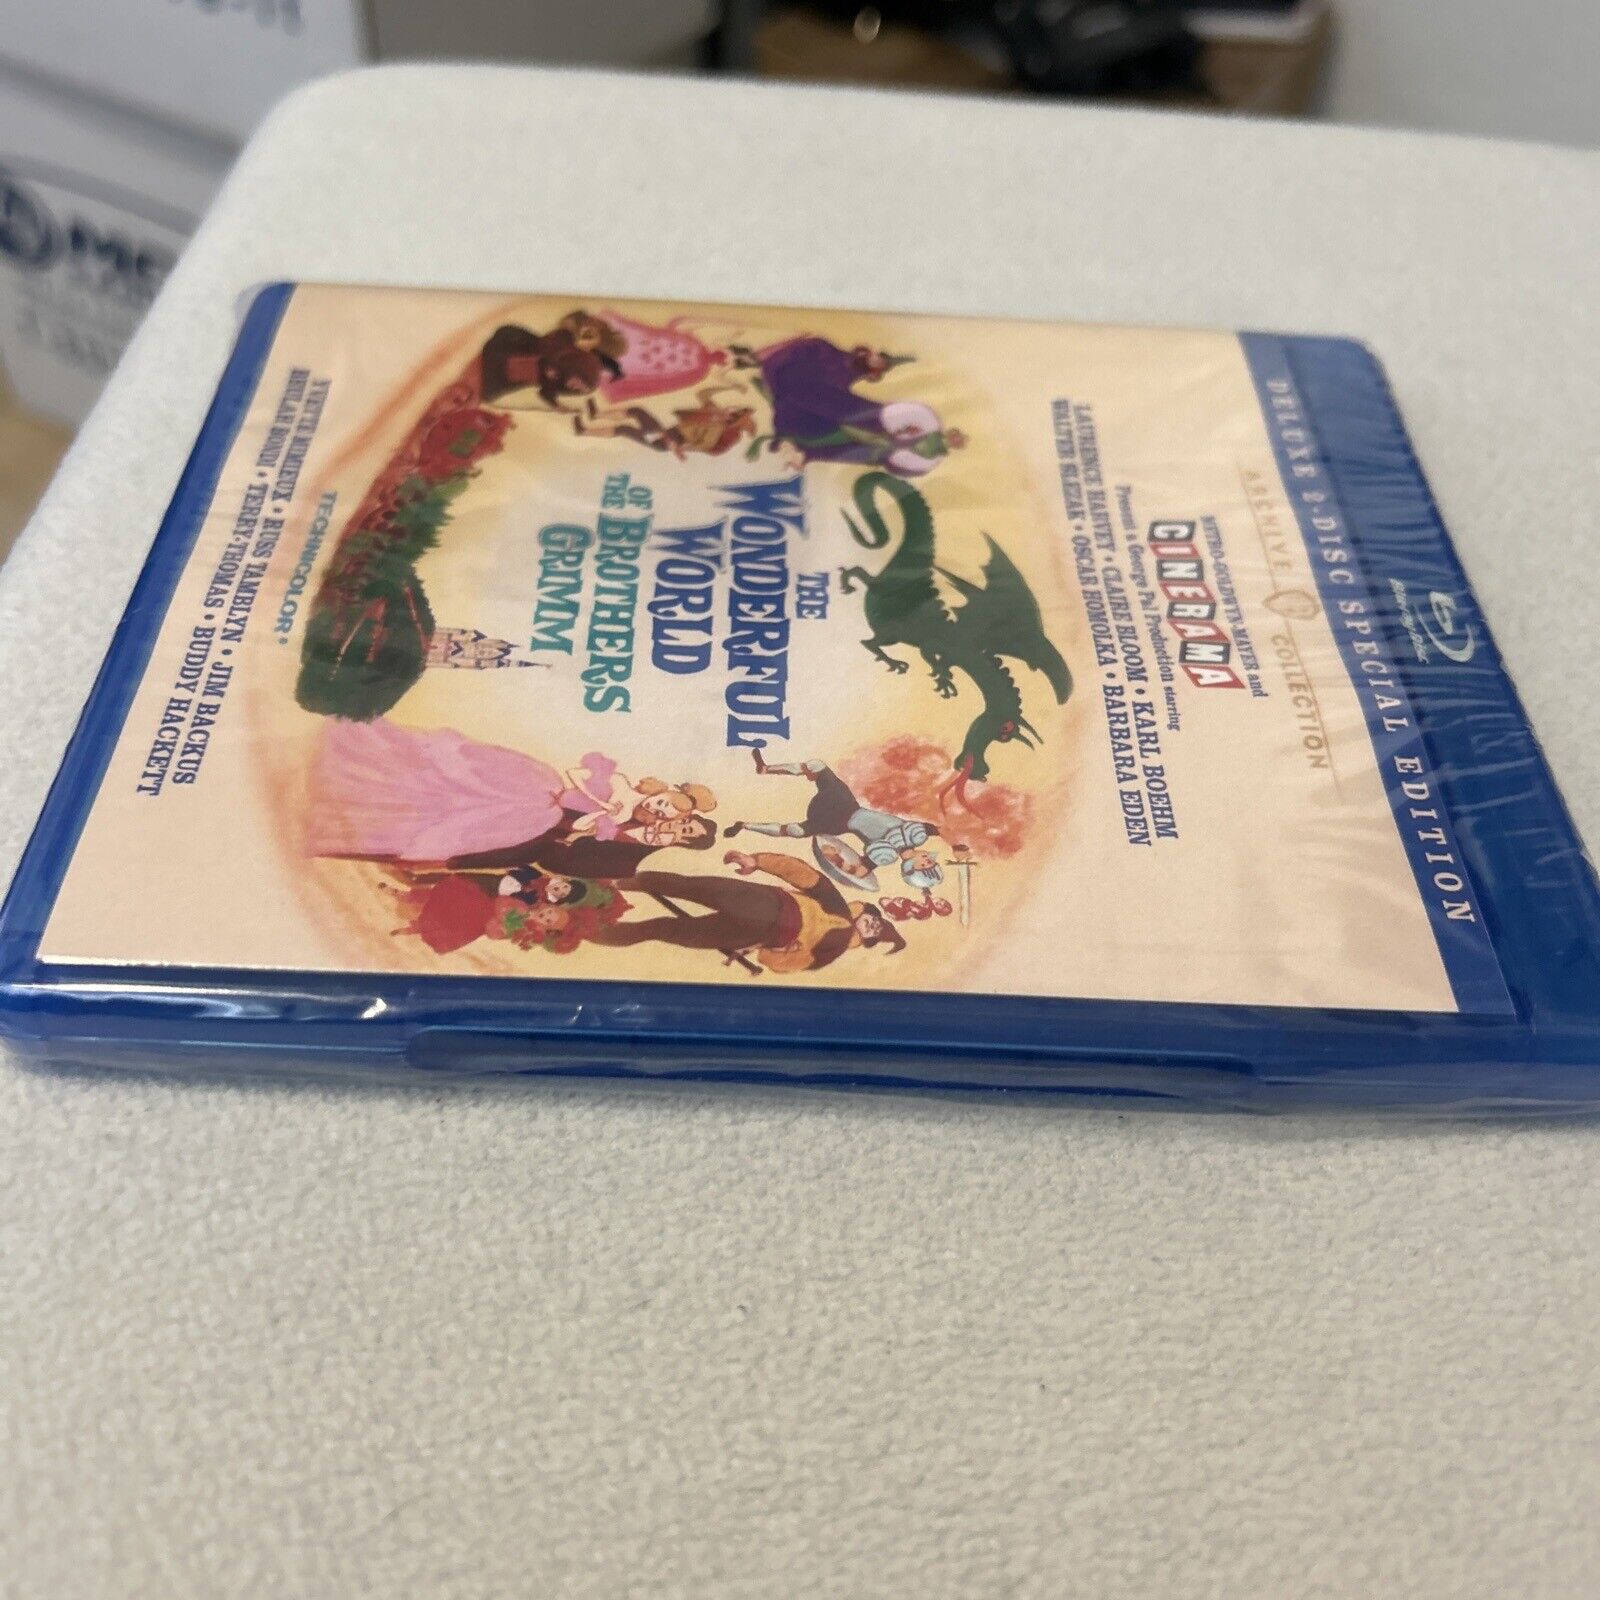 Blu-ray Disc
DELUXE 2-DISC SPECIAL EDITION
ARCHIVE COLLECTION
METRO-GOLDWYN-MAYER and
CINERAMA
Present a George Pal Production starring
LAURENCE HARVEY • CLAIRE BLOOM • KARL BOEHM
WALTER SLEZAK • OSCAR HOMOLKA • BARBARA EDEN
THE
WONDERFUL
WORLD
OF THE BROTHERS
GRIMM
TECHNICOLOR®
YVETTE MIMIEUX • RUSS TAMBLYN • JIM BACKUS
BEULAH BONDI • TERRY-THOMAS • BUDDY HACKETT